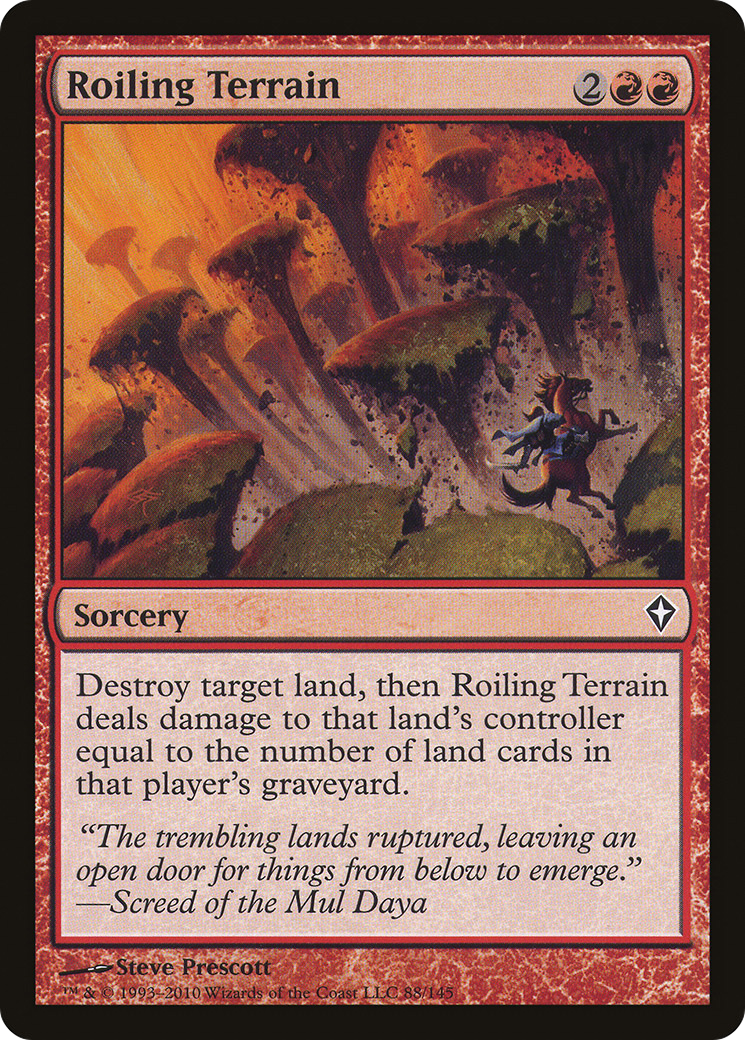 Roiling Terrain
2
Sorcery
Destroy target land, then Roiling Terrain
deals damage to that land's controller
equal to the number of land cards in
that player's graveyard.
“The trembling lands ruptured, leaving an
open door for things from below to emerge.”
—Screed of the Mul Daya
Steve Prescott
™ & © 1993–2010 Wizards of the Coast LLC 88/145